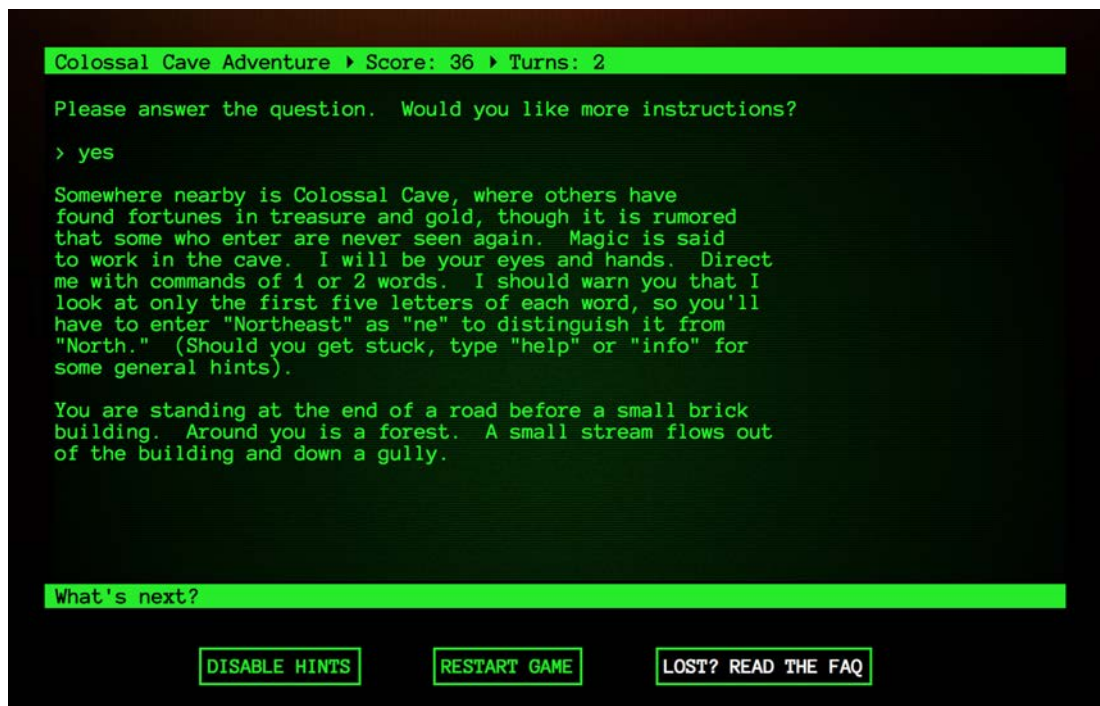 Colossal Cave Adventure ▸ Score: 36 ▸ Turns: 2
Please answer the question.  Would you like more instructions?
> yes
Somewhere nearby is Colossal Cave, where others have
found fortunes in treasure and gold, though it is rumored
that some who enter are never seen again.  Magic is said
to work in the cave.  I will be your eyes and hands.  Direct
me with commands of 1 or 2 words.  I should warn you that I
look at only the first five letters of each word, so you'll
have to enter "Northeast" as "ne" to distinguish it from
"North."  (Should you get stuck, type "help" or "info" for
some general hints).
You are standing at the end of a road before a small brick
building.  Around you is a forest.  A small stream flows out
of the building and down a gully.
What's next?
DISABLE HINTS
RESTART GAME
LOST? READ THE FAQ